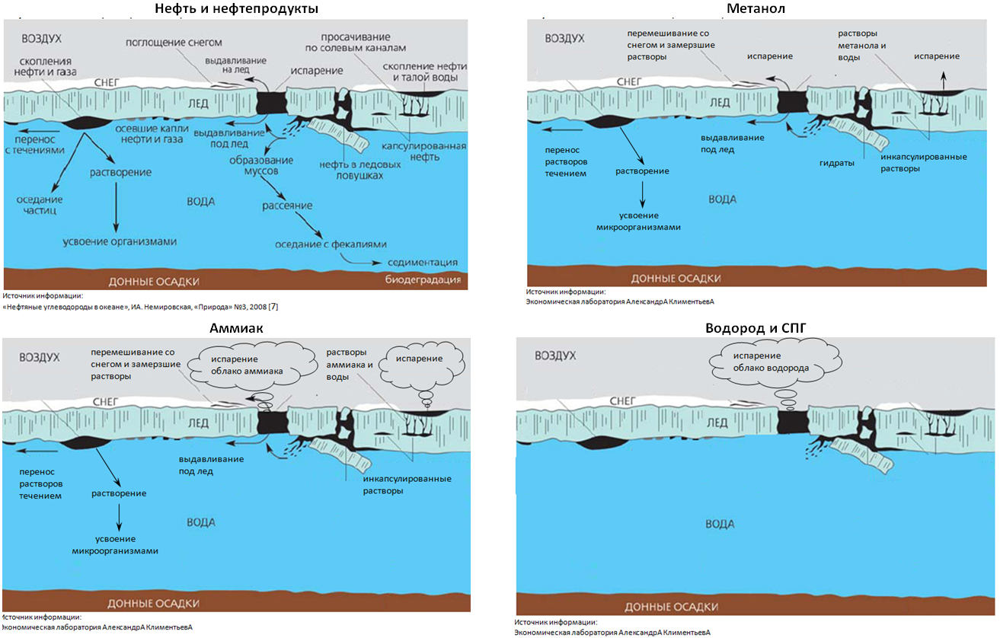 Нефть и нефтепродукты
ВОЗДУХ
поглощение снегом
просачивание
по солевым каналам
скопления
нефти и газа
выдавливание
на лед
испарение
скопление нефти
и талой воды
СНЕГ
ЛЕД
перенос
с течениями
осевшие капли
нефти и газа
выдавливание
под лед
капсулированная
нефть
образование
муссов
нефть в ледовых
ловушках
растворение
оседание
частиц
ВОДА
рассеяние
усвоение организмами
оседание с фекалиями
седиментация
ДОННЫЕ ОСАДКИ
биодеградация
Источник информации:
«Нефтяные углеводороды в океане», ИА. Немировская, «Природа» №3, 2008 [7]
Метанол
ВОЗДУХ
перемешивание со
снегом и замерзшие
растворы
испарение
растворы
метанола и
воды
испарение
СНЕГ
ЛЕД
выдавливание
под лед
перенос
растворов
течением
гидраты
инкапсулированные
растворы
растворение
ВОДА
усвоение
микроорганизмами
ДОННЫЕ ОСАДКИ
Источник информации:
Экономическая лаборатория АлександрА КлиментьевА
Аммиак
ВОЗДУХ
перемешивание со
снегом и замерзшие
растворы
испарение
облако аммиака
растворы
аммиака и
воды
испарение
СНЕГ
ЛЕД
выдавливание
под лед
перенос
растворов
течением
инкапсулированные
растворы
растворение
ВОДА
усвоение
микроорганизмами
ДОННЫЕ ОСАДКИ
Источник информации:
Экономическая лаборатория АлександрА КлиментьевА
Водород и СПГ
ВОЗДУХ
испарение
облако водорода
СНЕГ
ЛЕД
ВОДА
ДОННЫЕ ОСАДКИ
Источник информации:
Экономическая лаборатория АлександрА КлиментьевА